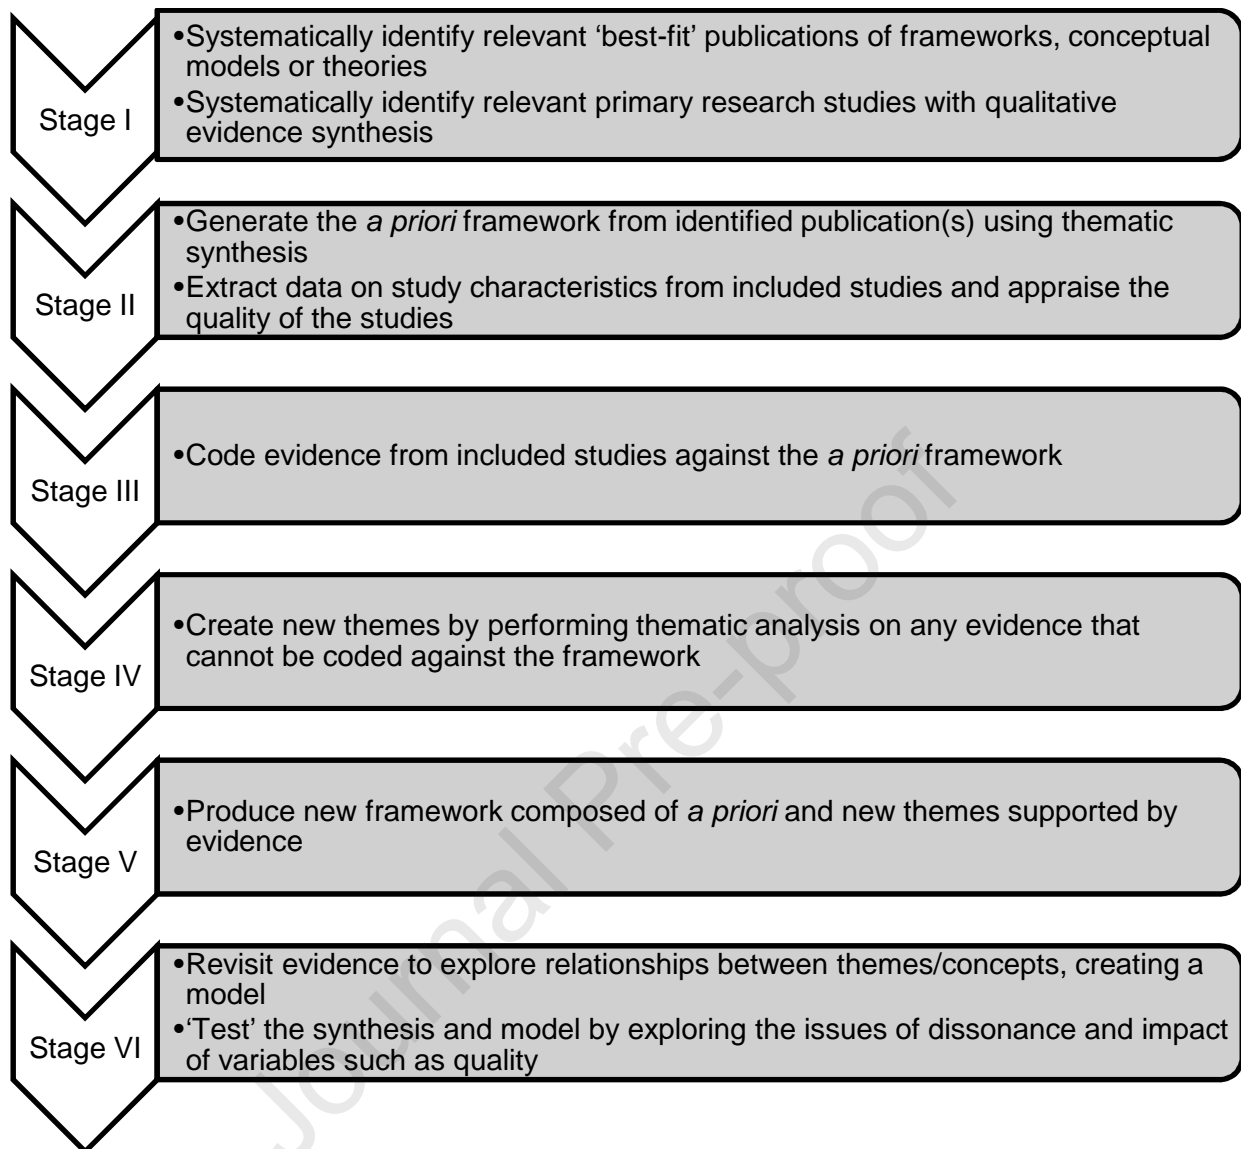 Stage I
•Systematically identify relevant ‘best-fit’ publications of frameworks, conceptual
models or theories
•Systematically identify relevant primary research studies with qualitative
evidence synthesis
Stage II
•Generate the a priori framework from identified publication(s) using thematic
synthesis
•Extract data on study characteristics from included studies and appraise the
quality of the studies
Stage III
•Code evidence from included studies against the a priori framework
Stage IV
•Create new themes by performing thematic analysis on any evidence that
cannot be coded against the framework
Stage V
•Produce new framework composed of a priori and new themes supported by
evidence
Stage VI
•Revisit evidence to explore relationships between themes/concepts, creating a
model
•‘Test’ the synthesis and model by exploring the issues of dissonance and impact
of variables such as quality
Journal Pre-proof